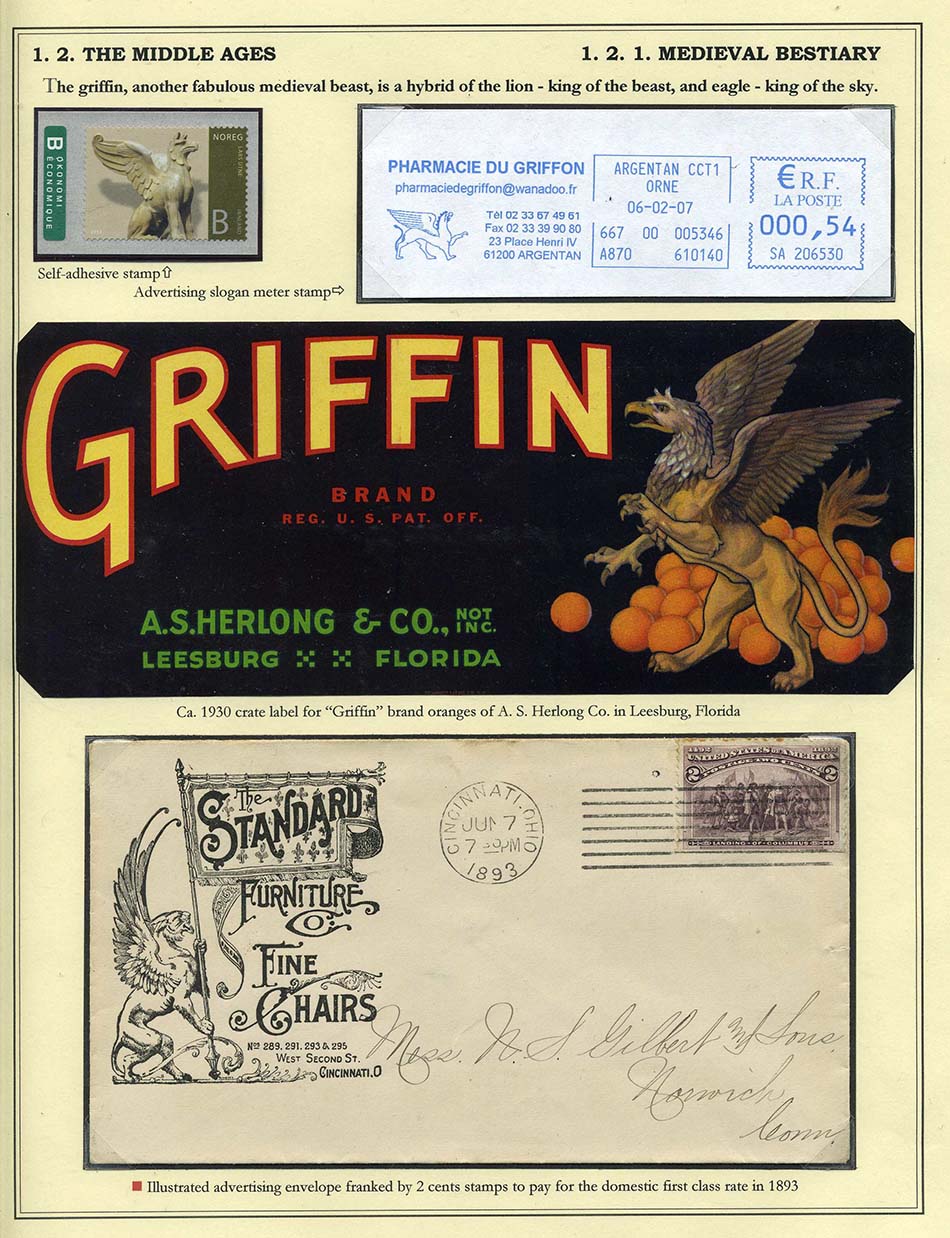 1. 2. THE MIDDLE AGES
1. 2. 1. MEDIEVAL BESTIARY
The griffin, another fabulous medieval beast, is a hybrid of the lion - king of the beast, and eagle - king of the sky.
B ØKONOMI
ÉCONOMIQUE
NOREG
B
Self-adhesive stamp⇧
Advertising slogan meter stamp⇨
PHARMACIE DU GRIFFON
pharmaciedegriffon@wanadoo.fr
Tél 02 33 67 49 61
Fax 02 33 39 90 80
23 Place Henri IV
61200 ARGENTAN
ARGENTAN CCT1
ORNE
06-02-07
667 00 005346
A870 610140
€ R.F.
LA POSTE
000,54
SA 206530
GRIFFIN
BRAND
REG. U. S. PAT. OFF.
A.S.HERLONG & CO., NOT INC.
LEESBURG FLORIDA
Ca. 1930 crate label for “Griffin” brand oranges of A. S. Herlong Co. in Leesburg, Florida
The
STANDARD
FURNITURE
CO.
FINE
CHAIRS
Nos 289. 291. 293 & 295
WEST SECOND ST.
CINCINNATI.O
CINCINNATI.OHIO
JUN 7
7 PM
1893
1492 1892
UNITED STATES OF AMERICA
POSTAGE TWO CENTS
2 2
LANDING OF COLUMBUS
Mess. N. S. Gilbert & Sons
Norwich
Conn.
■ Illustrated advertising envelope franked by 2 cents stamps to pay for the domestic first class rate in 1893